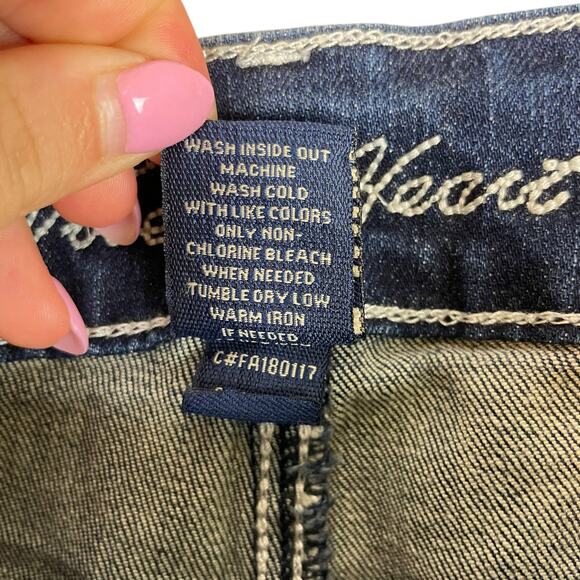 WASH INSIDE OUT
MACHINE
WASH COLD
WITH LIKE COLORS
ONLY NON-
CHLORINE BLEACH
WHEN NEEDED
TUMBLE DRY LOW
WARM IRON
IF NEEDED
C#FA180117
Heart